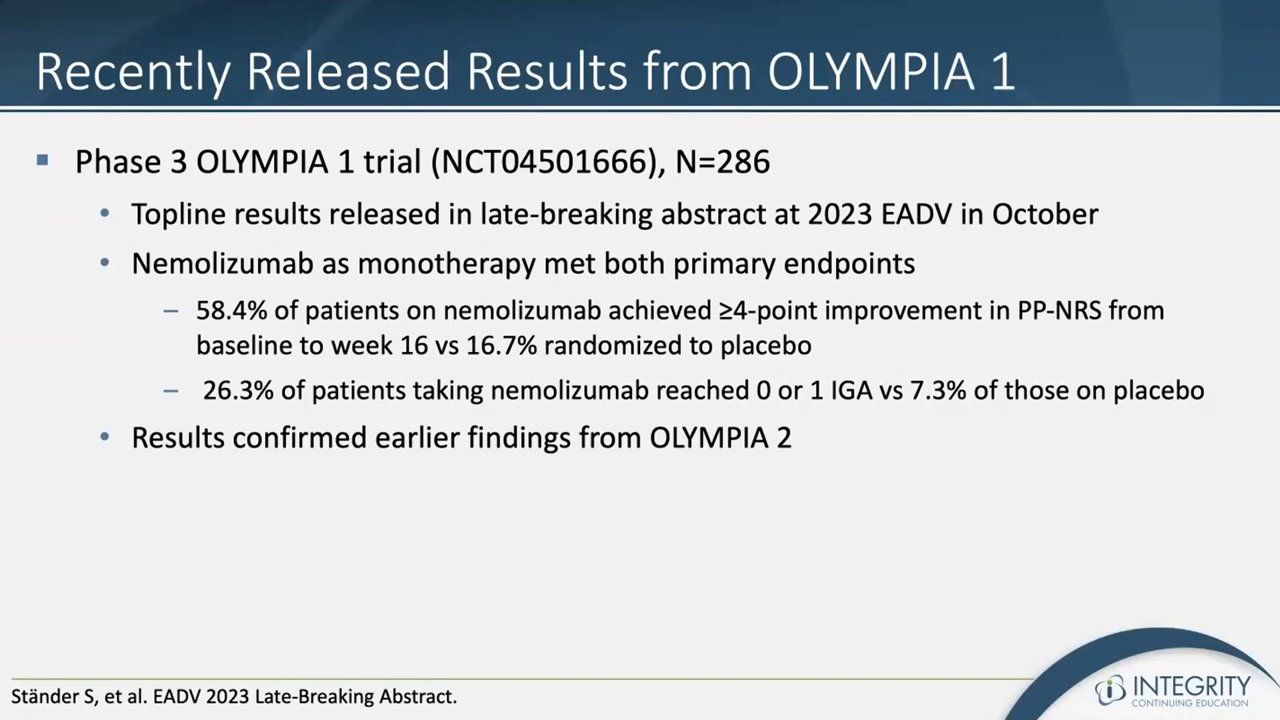 Recently Released Results from OLYMPIA 1
Phase 3 OLYMPIA 1 trial (NCT04501666), N=286
Topline results released in late-breaking abstract at 2023 EADV in October
Nemolizumab as monotherapy met both primary endpoints
58.4% of patients on nemolizumab achieved ≥4-point improvement in PP-NRS from
baseline to week 16 vs 16.7% randomized to placebo
26.3% of patients taking nemolizumab reached 0 or 1 IGA vs 7.3% of those on placebo
Results confirmed earlier findings from OLYMPIA 2
Ständer S, et al. EADV 2023 Late-Breaking Abstract.
INTEGRITY
CONTINUING EDUCATION